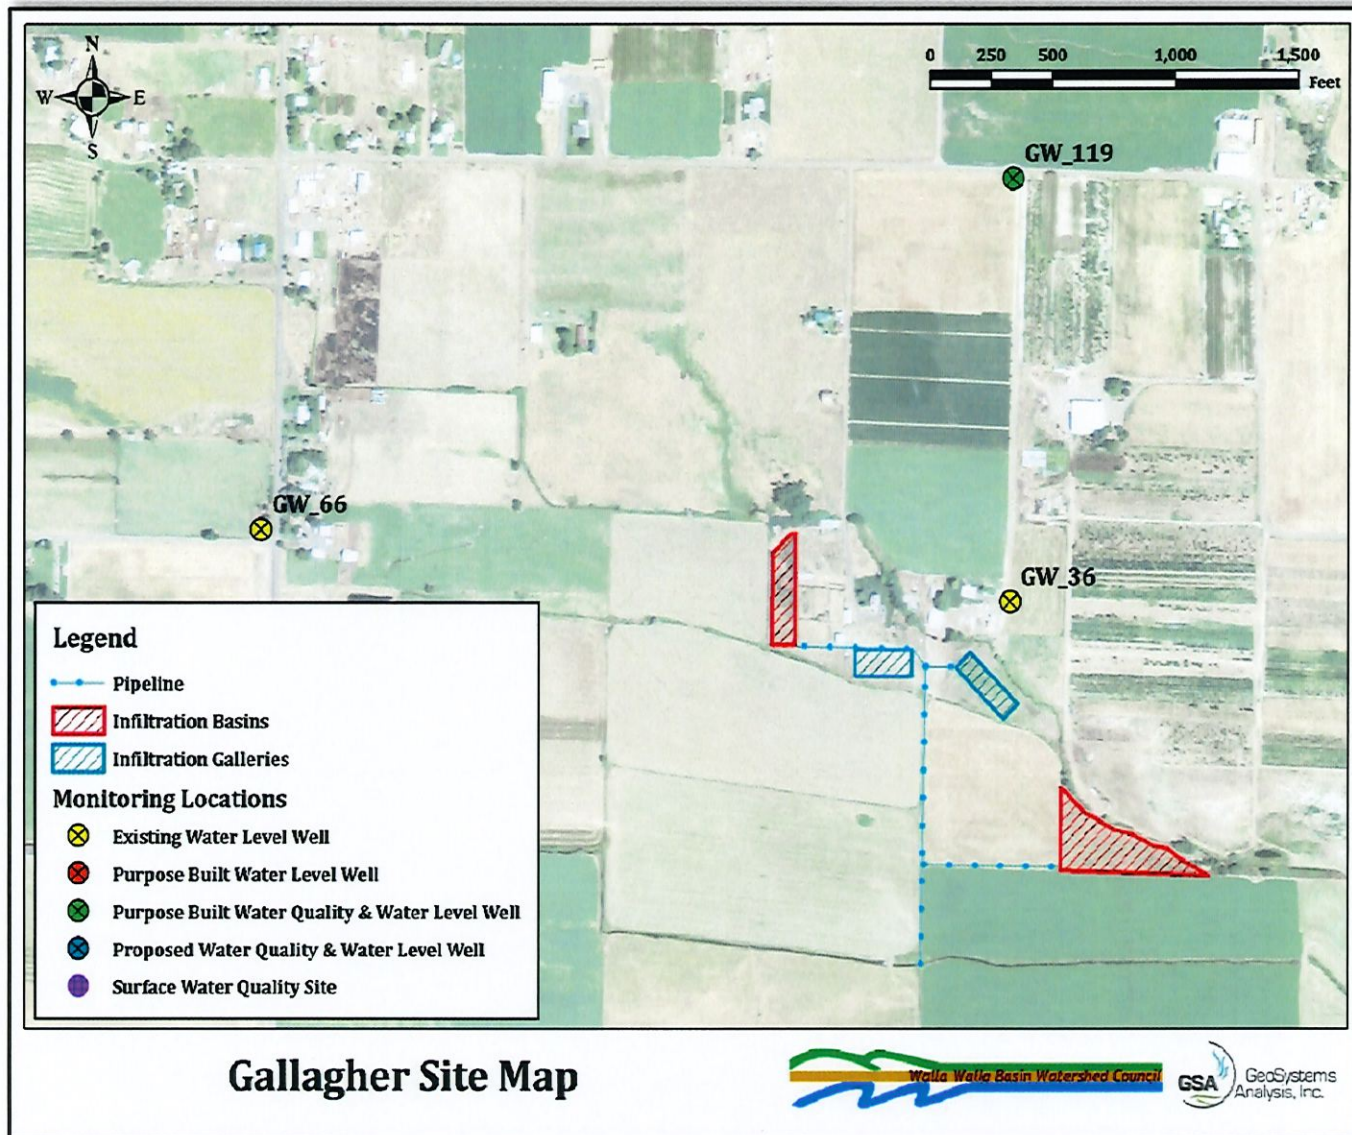 N
W E
S
0 250 500 1,000 1,500
Feet
GW_119
GW_66
GW_36
Legend
Pipeline
Infiltration Basins
Infiltration Galleries
Monitoring Locations
Existing Water Level Well
Purpose Built Water Level Well
Purpose Built Water Quality & Water Level Well
Proposed Water Quality & Water Level Well
Surface Water Quality Site
Gallagher Site Map
Walla Walla Basin Watershed Council
GSA
GeoSystems
Analysis, Inc.